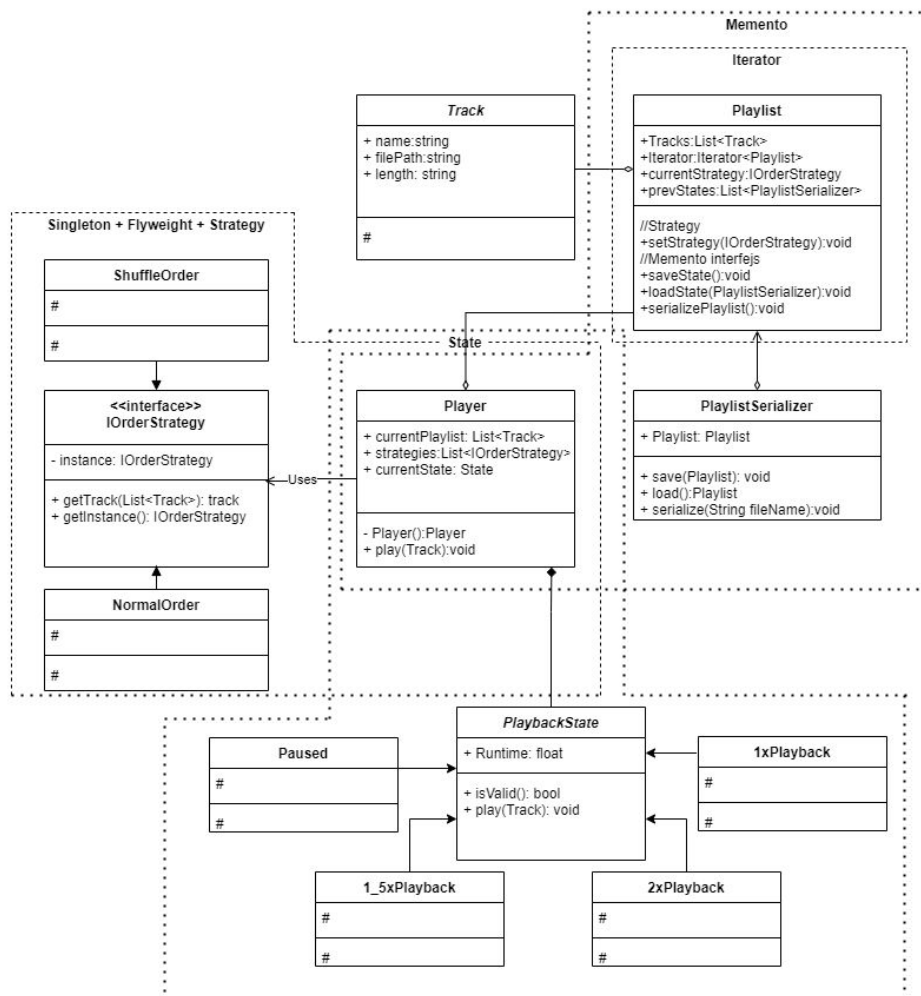 Memento
Iterator
Track
+ name:string
+ filePath:string
+ length: string
#
Playlist
+Tracks:List<Track>
+Iterator:Iterator<Playlist>
+currentStrategy:IOrderStrategy
+prevStates:List<PlaylistSerializer>
//Strategy
+setStrategy(IOrderStrategy):void
//Memento interfejs
+saveState():void
+loadState(PlaylistSerializer):void
+serializePlaylist():void
Singleton + Flyweight + Strategy
ShuffleOrder
#
#
<<interface>>
IOrderStrategy
- instance: IOrderStrategy
+ getTrack(List<Track>): track
+ getInstance(): IOrderStrategy
NormalOrder
#
#
Uses
State
Player
+ currentPlaylist: List<Track>
+ strategies:List<IOrderStrategy>
+ currentState: State
- Player():Player
+ play(Track):void
PlaylistSerializer
+ Playlist: Playlist
+ save(Playlist): void
+ load():Playlist
+ serialize(String fileName):void
Paused
#
#
PlaybackState
+ Runtime: float
+ isValid(): bool
+ play(Track): void
1xPlayback
#
#
1_5xPlayback
#
#
2xPlayback
#
#